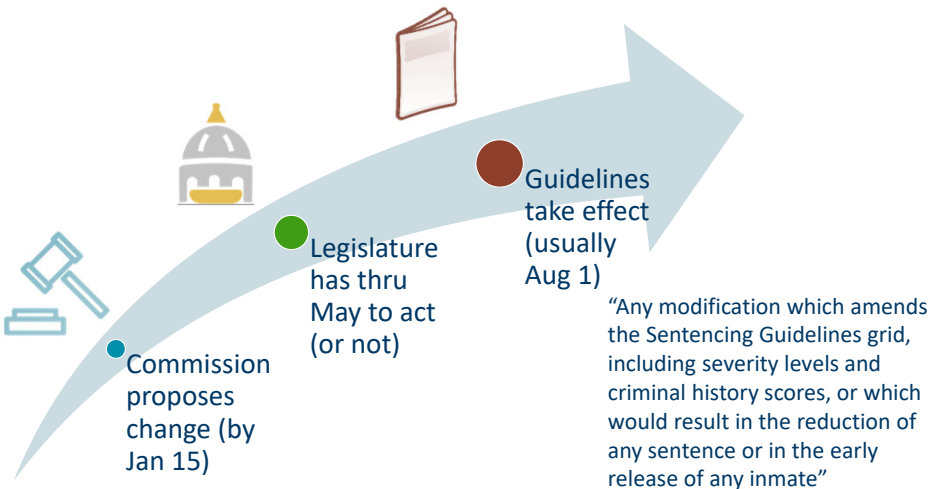 Commission
proposes
change (by
Jan 15)
Legislature
has thru
May to act
(or not)
Guidelines
take effect
(usually
Aug 1)
“Any modification which amends
the Sentencing Guidelines grid,
including severity levels and
criminal history scores, or which
would result in the reduction of
any sentence or in the early
release of any inmate”